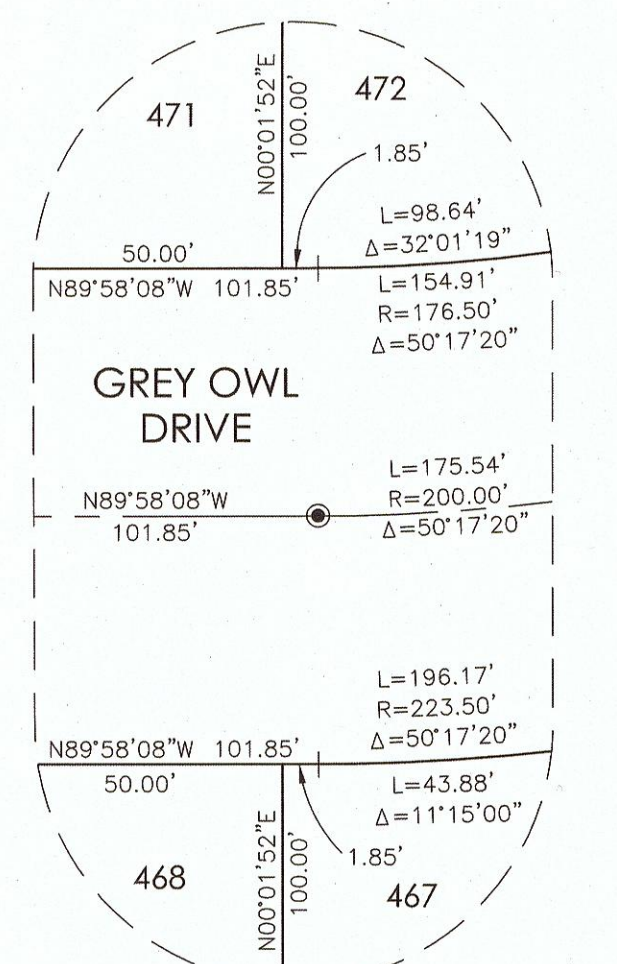 471
N00°01'52"E
100.00'
472
1.85'
L=98.64'
Δ=32°01'19"
50.00'
N89°58'08"W 101.85'
L=154.91'
R=176.50'
Δ=50°17'20"
GREY OWL
DRIVE
N89°58'08"W
101.85'
L=175.54'
R=200.00'
Δ=50°17'20"
L=196.17'
R=223.50'
Δ=50°17'20"
N89°58'08"W 101.85'
50.00'
L=43.88'
Δ=11°15'00"
N00°01'52"E
100.00'
1.85'
468
467